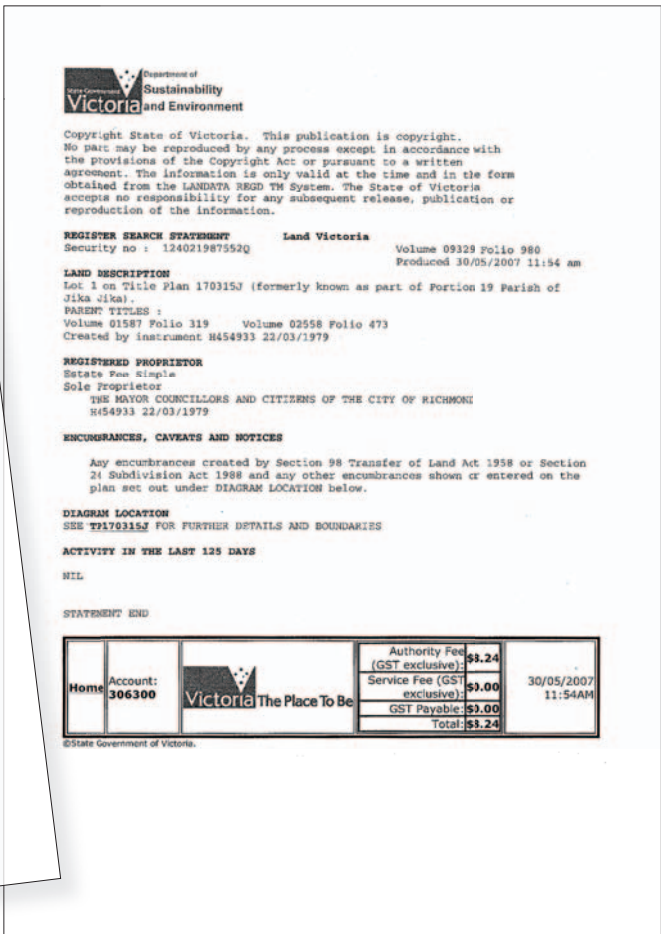 Department of
Sustainability
and Environment
State Government
Victoria
Copyright State of Victoria. This publication is copyright.
No part may be reproduced by any process except in accordance with
the provisions of the Copyright Act or pursuant to a written
agreement. The information is only valid at the time and in the form
obtained from the LANDATA REGD TM System. The State of Victoria
accepts no responsibility for any subsequent release, publication or
reproduction of the information.
REGISTER SEARCH STATEMENT Land Victoria
Security no : 124021987552Q Volume 09329 Folio 980
Produced 30/05/2007 11:54 am
LAND DESCRIPTION
Lot 1 on Title Plan 170315J (formerly known as part of Portion 19 Parish of
Jika Jika).
PARENT TITLES :
Volume 01587 Folio 319 Volume 02558 Folio 473
Created by instrument H454933 22/03/1979
REGISTERED PROPRIETOR
Estate Fee Simple
Sole Proprietor
THE MAYOR COUNCILLORS AND CITIZENS OF THE CITY OF RICHMOND
H454933 22/03/1979
ENCUMBRANCES, CAVEATS AND NOTICES
Any encumbrances created by Section 98 Transfer of Land Act 1958 or Section
24 Subdivision Act 1988 and any other encumbrances shown or entered on the
plan set out under DIAGRAM LOCATION below.
DIAGRAM LOCATION
SEE TP170315J FOR FURTHER DETAILS AND BOUNDARIES
ACTIVITY IN THE LAST 125 DAYS
NIL
STATEMENT END
Home
Account:
306300
Victoria The Place To Be
Authority Fee
(GST exclusive):
Service Fee (GST
exclusive): $0.00
GST Payable: $0.00
Total:
30/05/2007
11:54AM
©State Government of Victoria.